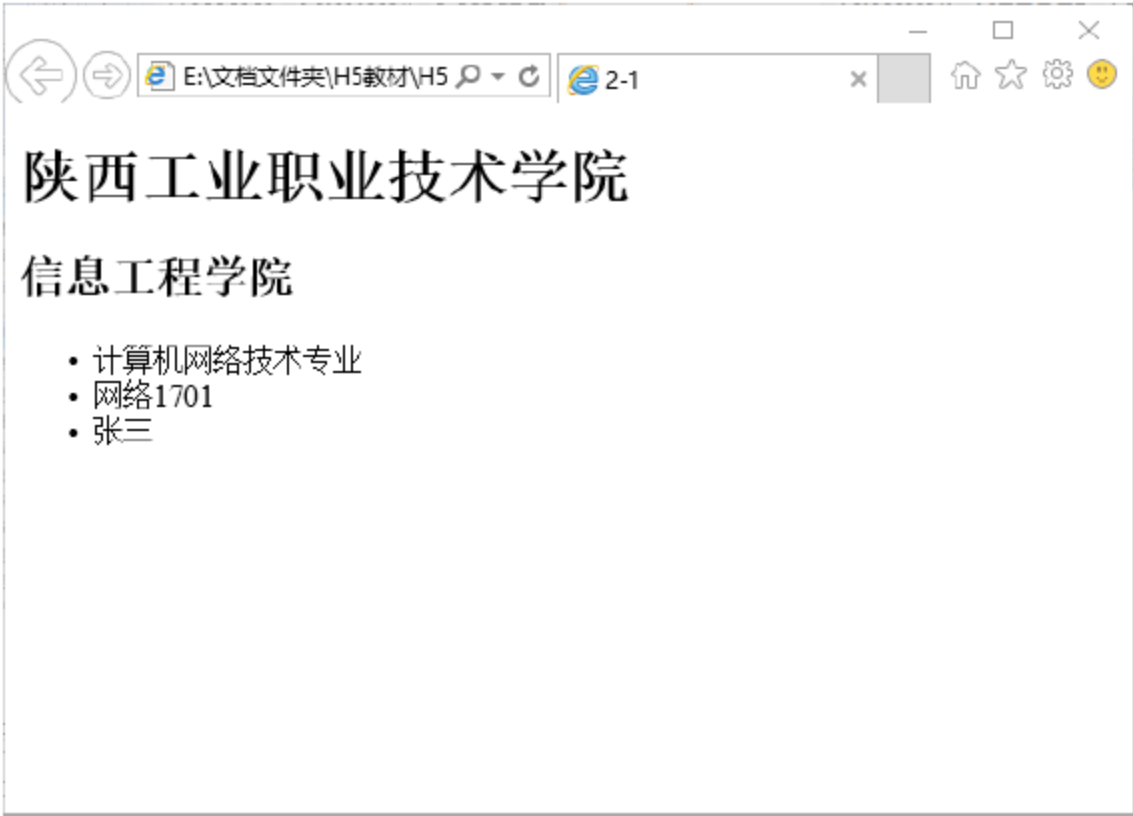 E:\文档文件夹\H5教材\H5
2-1
陕西工业职业技术学院
信息工程学院
• 计算机网络技术专业
• 网络1701
• 张三